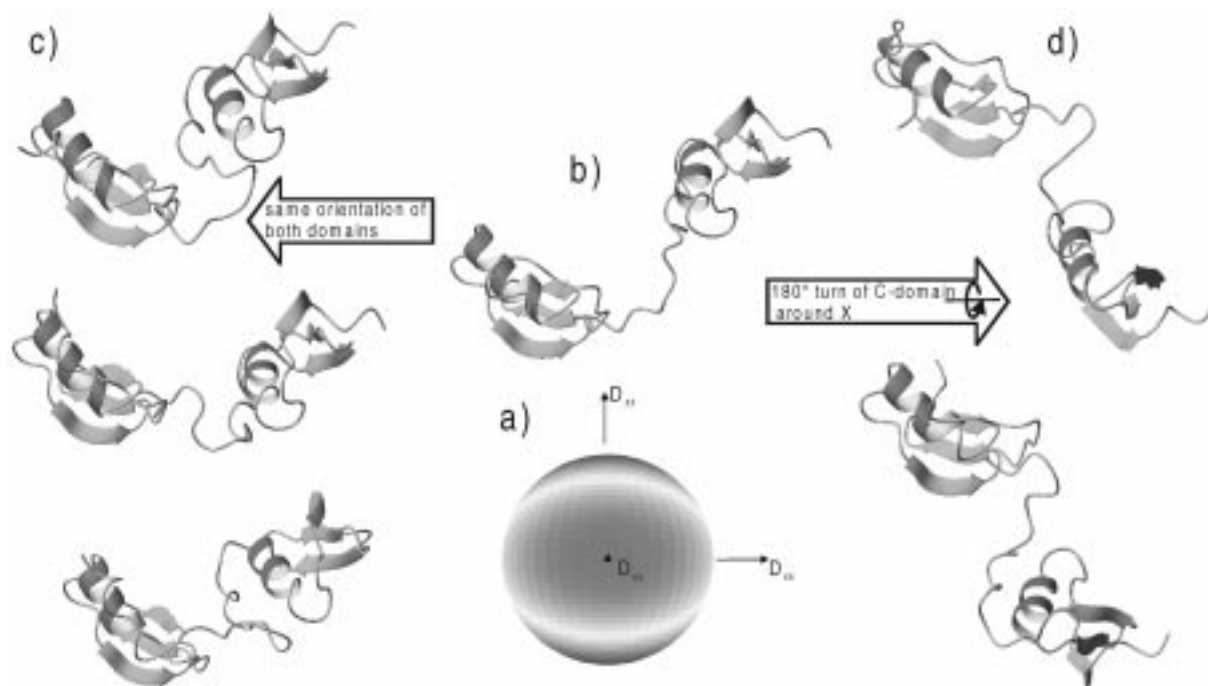 c)
d)
b)
same orientation of
both domains
180° turn of C-domain
around X
a)
D
D
D